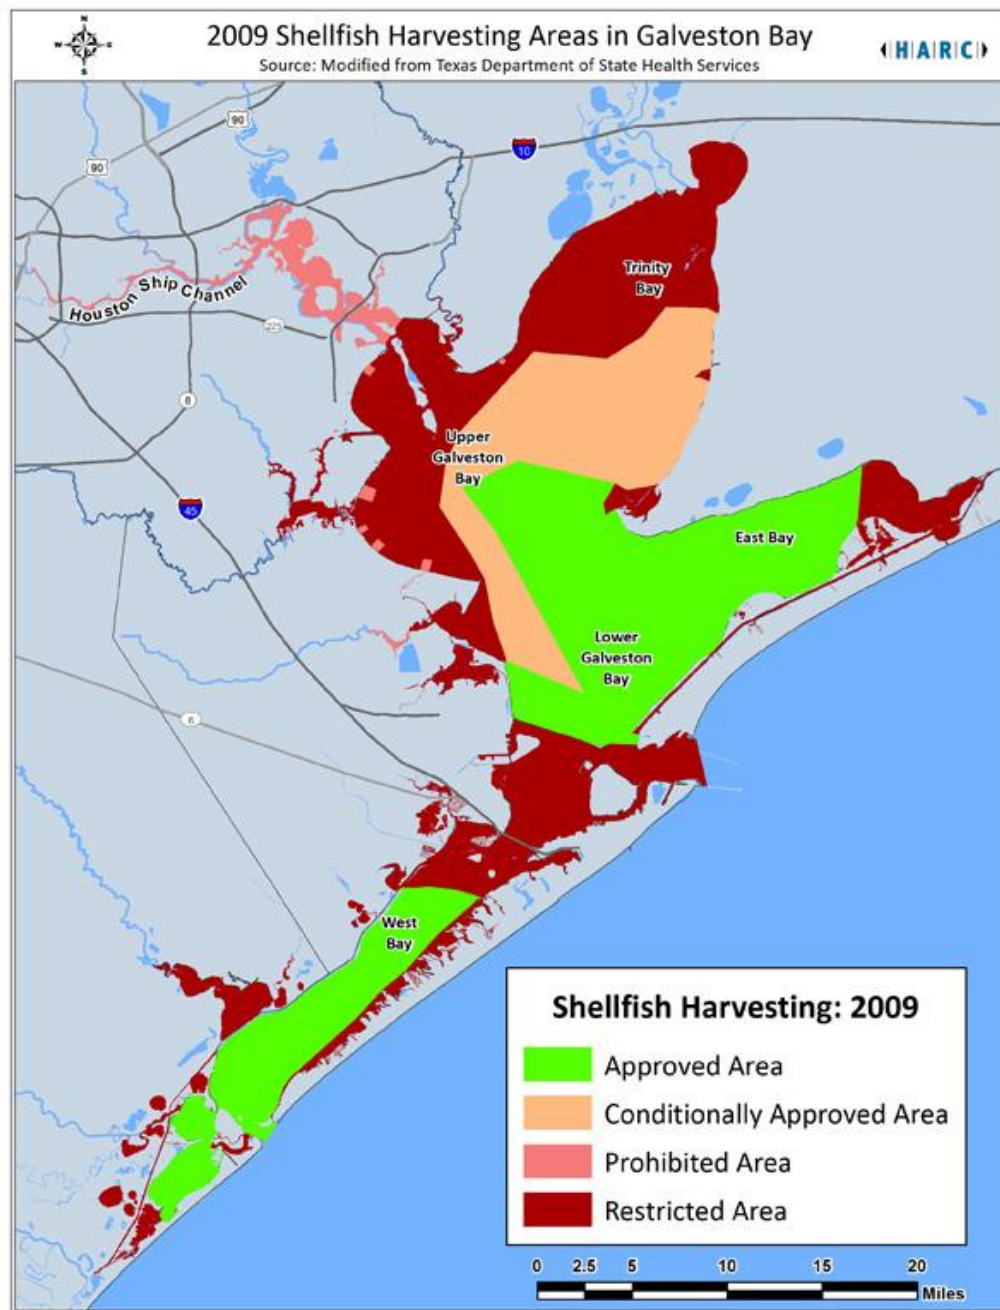 N
W
E
S
2009 Shellfish Harvesting Areas in Galveston Bay
Source: Modified from Texas Department of State Health Services
HARC
90
90
10
Trinity
Bay
Houston Ship Channel
225
8
Upper
Galveston
Bay
45
East Bay
Lower
Galveston
Bay
6
West
Bay
Shellfish Harvesting: 2009
Approved Area
Conditionally Approved Area
Prohibited Area
Restricted Area
0 2.5 5 10 15 20
Miles